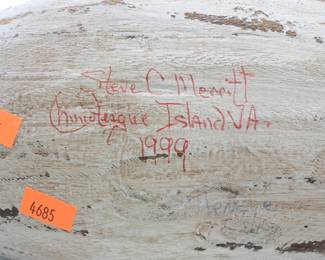 Steve C Merritt
Chincoteague Island VA.
1999
4685